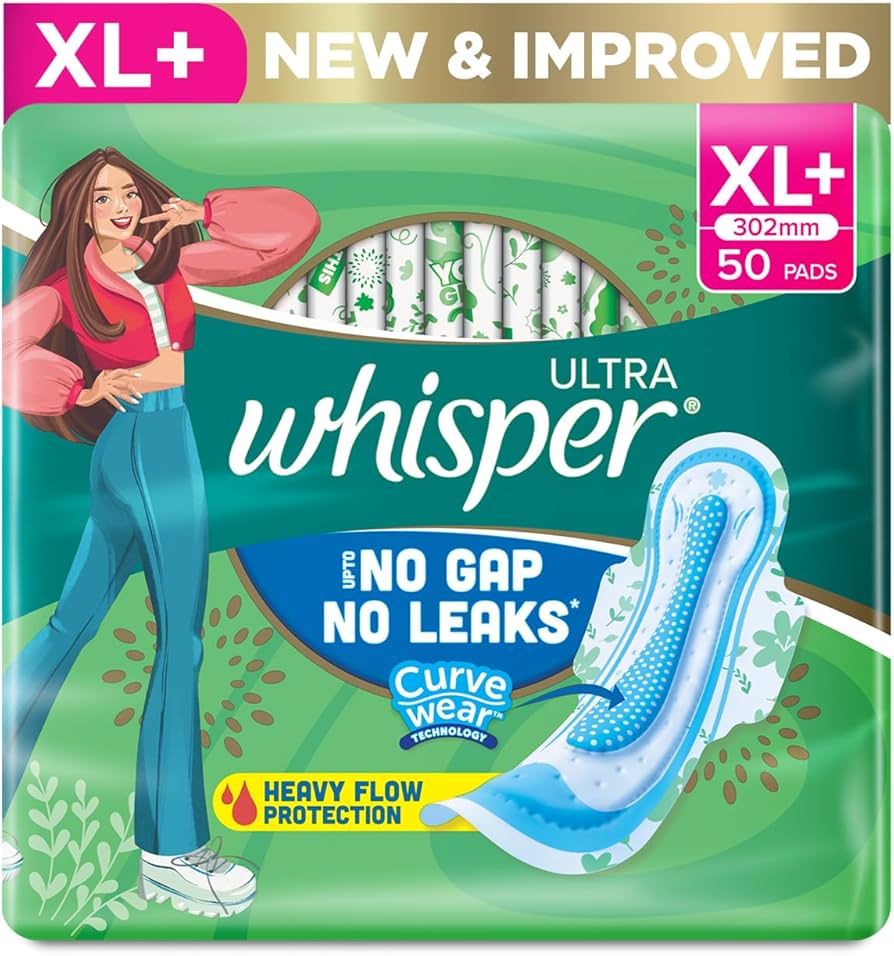 XL+ NEW & IMPROVED
XL+
302mm
50 PADS
ULTRA
whisper®
UPTO NO GAP
NO LEAKS*
Curve
wear™
TECHNOLOGY
HEAVY FLOW
PROTECTION